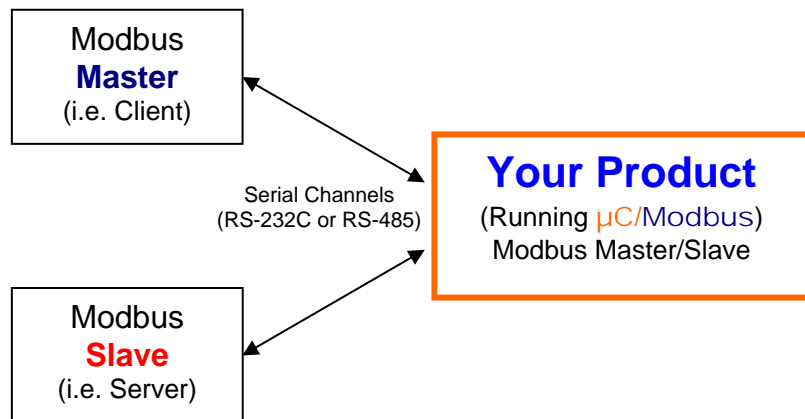 Modbus
Master
(i.e. Client)
Serial Channels
(RS-232C or RS-485)
Your Product
(Running µC/Modbus)
Modbus Master/Slave
Modbus
Slave
(i.e. Server)